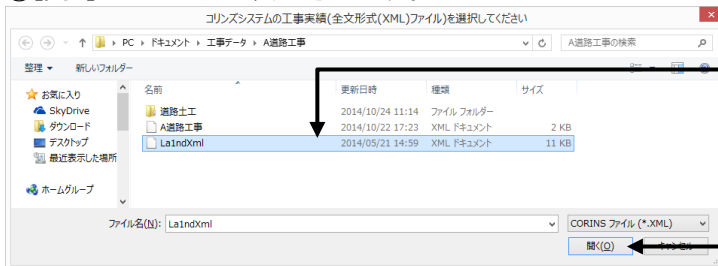 コリンズシステムの工事実績(全文形式(XML)ファイル)を選択してください
PC ▸ ドキュメント ▸ 工事データ ▸ A道路工事
A道路工事の検索
整理 ▼ 新しいフォルダー
名前 更新日時 種類 サイズ
お気に入り
SkyDrive
ダウンロード
デスクトップ
最近表示した場所
ホームグループ
道路土工 2014/10/24 11:14 ファイル フォルダー
A道路工事 2014/10/22 17:23 XML ドキュメント 2 KB
La1ndXml 2014/05/21 14:59 XML ドキュメント 11 KB
ファイル名(N): La1ndXml
CORINS ファイル (*.XML)
開く(O) キャンセル